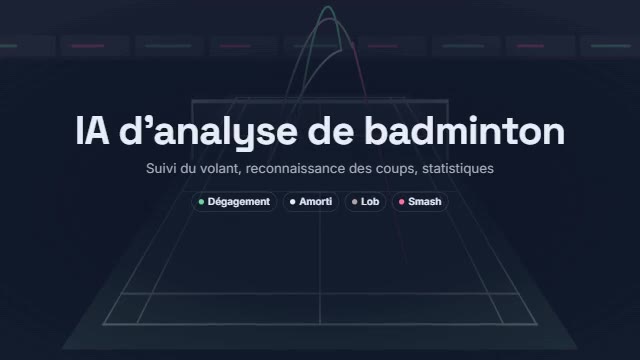 IA d’analyse de badminton
Suivi du volant, reconnaissance des coups, statistiques
Dégagement Amorti Lob Smash